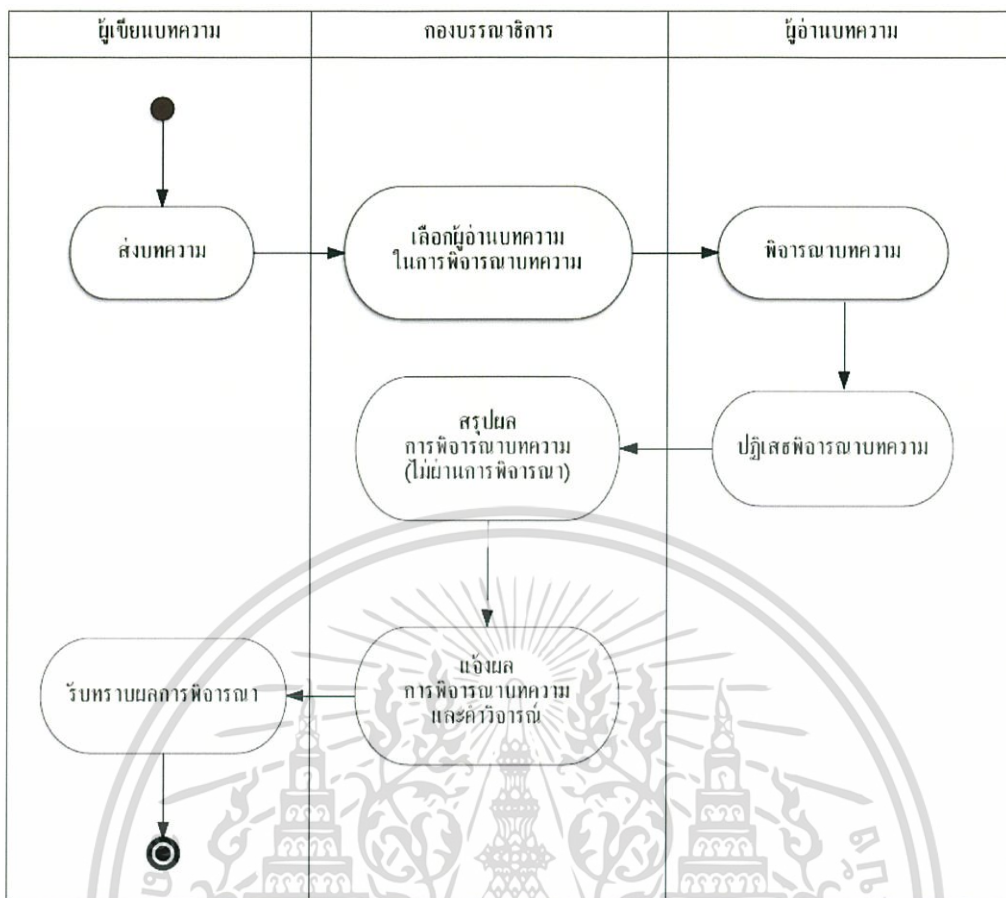 ผู้เขียนบทความ
กองบรรณาธิการ
ผู้อ่านบทความ
ส่งบทความ
เลือกผู้อ่านบทความ
ในการพิจารณาบทความ
พิจารณาบทความ
สรุปผล
การพิจารณาบทความ
(ไม่ผ่านการพิจารณา)
ปฏิเสธพิจารณาบทความ
รับทราบผลการพิจารณา
แจ้งผล
การพิจารณาบทความ
และคำวิจารณ์